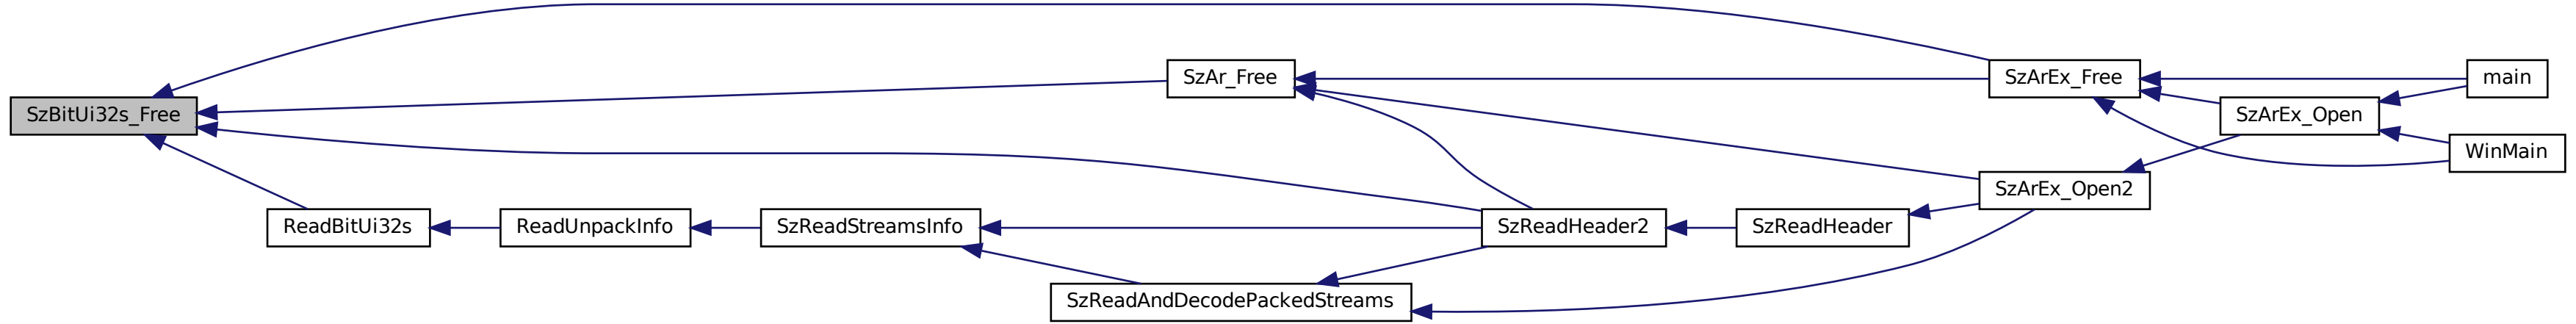 SzBitUi32s_Free
SzAr_Free
SzArEx_Free
main
SzArEx_Open
WinMain
SzArEx_Open2
ReadBitUi32s
ReadUnpackInfo
SzReadStreamsInfo
SzReadHeader2
SzReadHeader
SzReadAndDecodePackedStreams